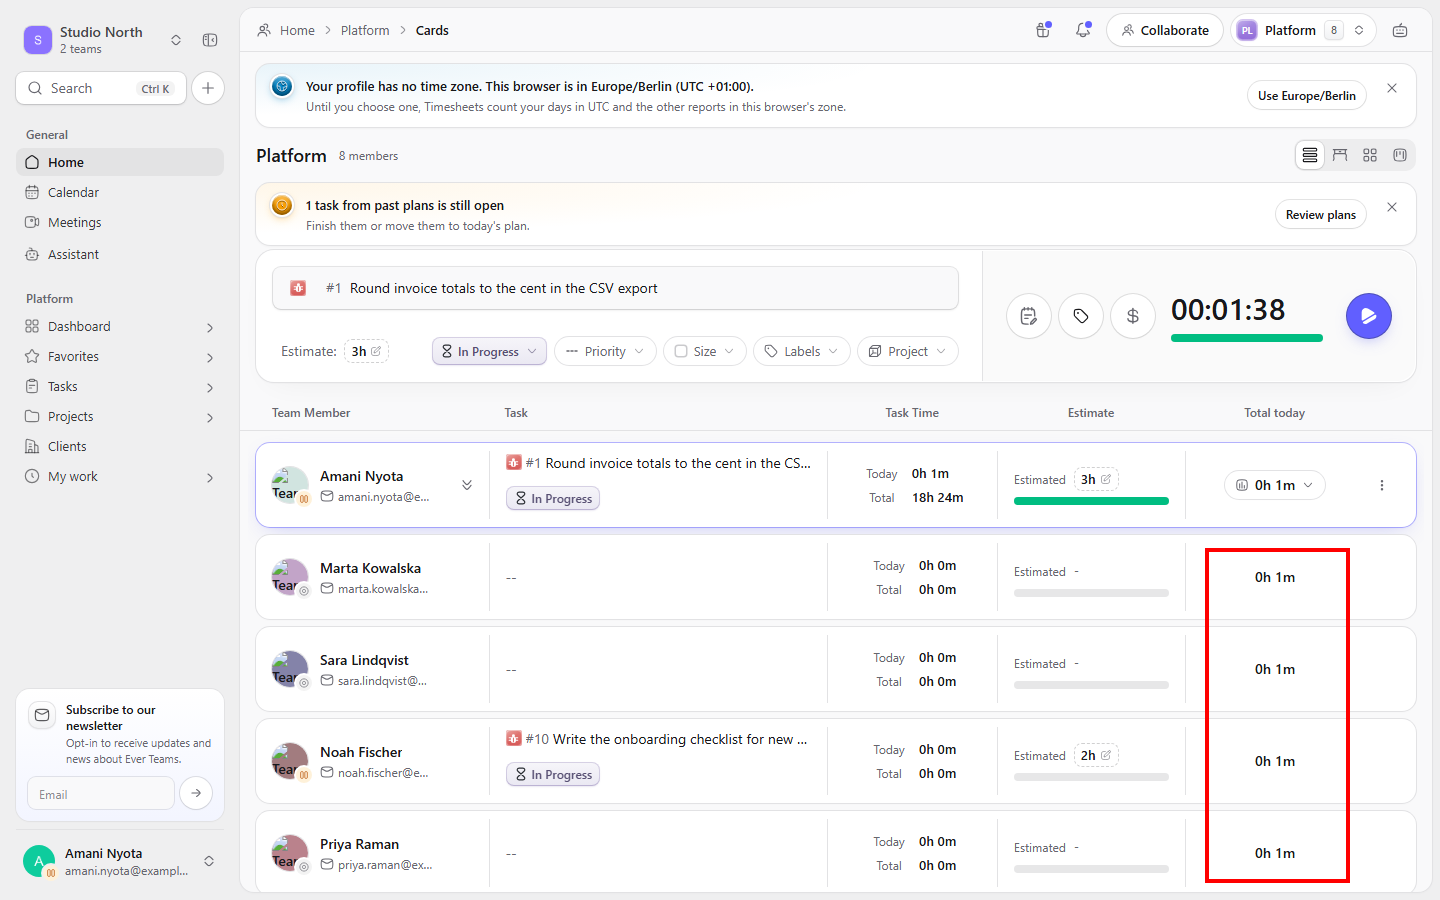 S
Studio North
2 teams
Search
Ctrl K
General
Home
Calendar
Meetings
Assistant
Platform
Dashboard
Favorites
Tasks
Projects
Clients
My work
Subscribe to our newsletter
Opt-in to receive updates and news about Ever Teams.
Email
A
Amani Nyota
amani.nyota@exampl...
Home
Platform
Cards
Collaborate
PL
Platform
8
Your profile has no time zone. This browser is in Europe/Berlin (UTC +01:00).
Until you choose one, Timesheets count your days in UTC and the other reports in this browser's zone.
Use Europe/Berlin
Platform
8 members
1 task from past plans is still open
Finish them or move them to today's plan.
Review plans
#1 Round invoice totals to the cent in the CSV export
Estimate:
3h
In Progress
Priority
Size
Labels
Project
00:01:38
Team Member
Task
Task Time
Estimate
Total today
Amani Nyota
amani.nyota@e...
#1 Round invoice totals to the cent in the CS...
In Progress
Today 0h 1m
Total 18h 24m
Estimated 3h
0h 1m
Marta Kowalska
marta.kowalska...
--
Today 0h 0m
Total 0h 0m
Estimated -
0h 1m
Sara Lindqvist
sara.lindqvist@...
--
Today 0h 0m
Total 0h 0m
Estimated -
0h 1m
Noah Fischer
noah.fischer@e...
#10 Write the onboarding checklist for new ...
In Progress
Today 0h 0m
Total 0h 0m
Estimated 2h
0h 1m
Priya Raman
priya.raman@ex...
--
Today 0h 0m
Total 0h 0m
Estimated -
0h 1m